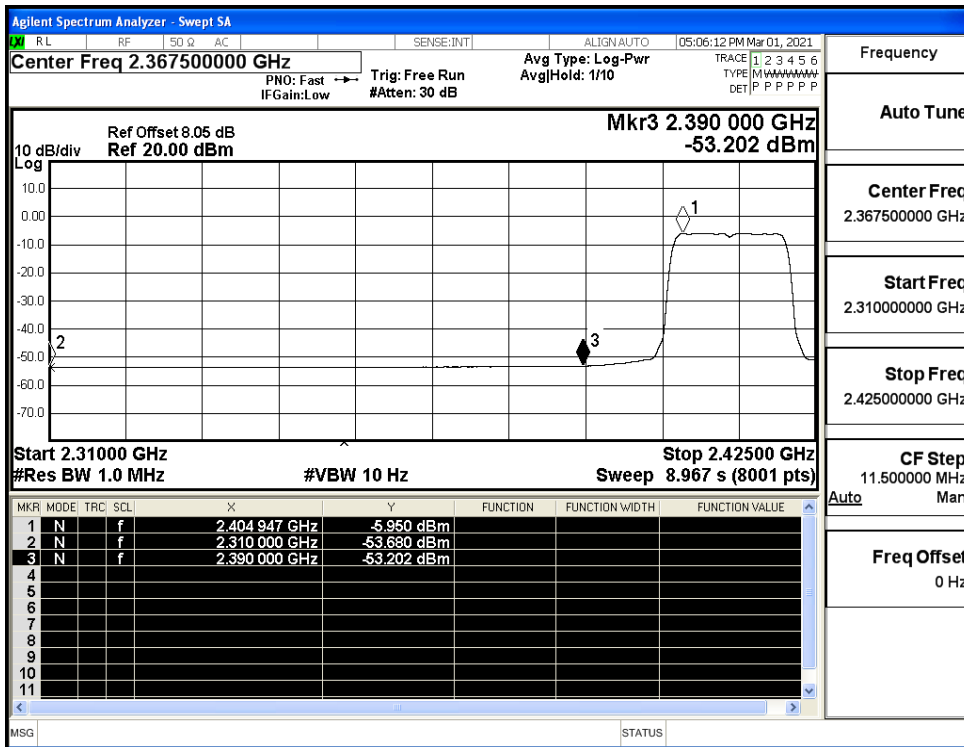 Agilent Spectrum Analyzer - Swept SA
LXI RL RF 50 Ω AC SENSE:INT ALIGN AUTO 05:06:12 PM Mar 01, 2021
Center Freq 2.367500000 GHz
PNO: Fast
IFGain:Low
Trig: Free Run
#Atten: 30 dB
Avg Type: Log-Pwr
Avg|Hold: 1/10
TRACE 1 2 3 4 5 6
TYPE M W W W W W
DET P P P P P P
Mkr3 2.390 000 GHz
-53.202 dBm
Ref Offset 8.05 dB
Ref 20.00 dBm
10 dB/div
Log
10.0
0.00
-10.0
-20.0
-30.0
-40.0
-50.0
-60.0
-70.0
1
2
3
Start 2.31000 GHz
Stop 2.42500 GHz
#Res BW 1.0 MHz
#VBW 10 Hz
Sweep 8.967 s (8001 pts)
MKR MODE TRC SCL X Y FUNCTION FUNCTION WIDTH FUNCTION VALUE
1 N f 2.404 947 GHz -5.950 dBm
2 N f 2.310 000 GHz -53.680 dBm
3 N f 2.390 000 GHz -53.202 dBm
4
5
6
7
8
9
10
11
MSG
STATUS
Frequency
Auto Tune
Center Freq
2.367500000 GHz
Start Freq
2.310000000 GHz
Stop Freq
2.425000000 GHz
CF Step
11.500000 MHz
Auto Man
Freq Offset
0 Hz